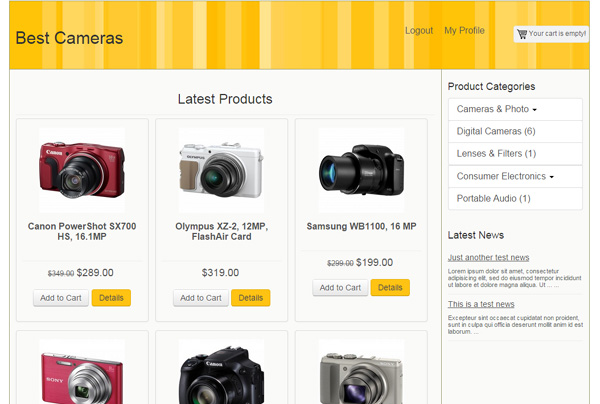 Best Cameras
Logout
My Profile
Your cart is empty!
Latest Products
Canon
Canon PowerShot SX700
HS, 16.1MP
$349.00 $289.00
Add to Cart
Details
OLYMPUS
Olympus XZ-2, 12MP,
FlashAir Card
$319.00
Add to Cart
Details
Samsung WB1100, 16 MP
$299.00 $199.00
Add to Cart
Details
SONY
Canon
Product Categories
Cameras & Photo
Digital Cameras (6)
Lenses & Filters (1)
Consumer Electronics
Portable Audio (1)
Latest News
Just another test news
Lorem ipsum dolor sit amet, consectetur
adipisicing elit, sed do eiusmod tempor incididunt
ut labore et dolore magna aliqua. Ut ... ...
This is a test news
Excepteur sint occaecat cupidatat non proident,
sunt in culpa qui officia deserunt mollit anim id est
laborum. ...